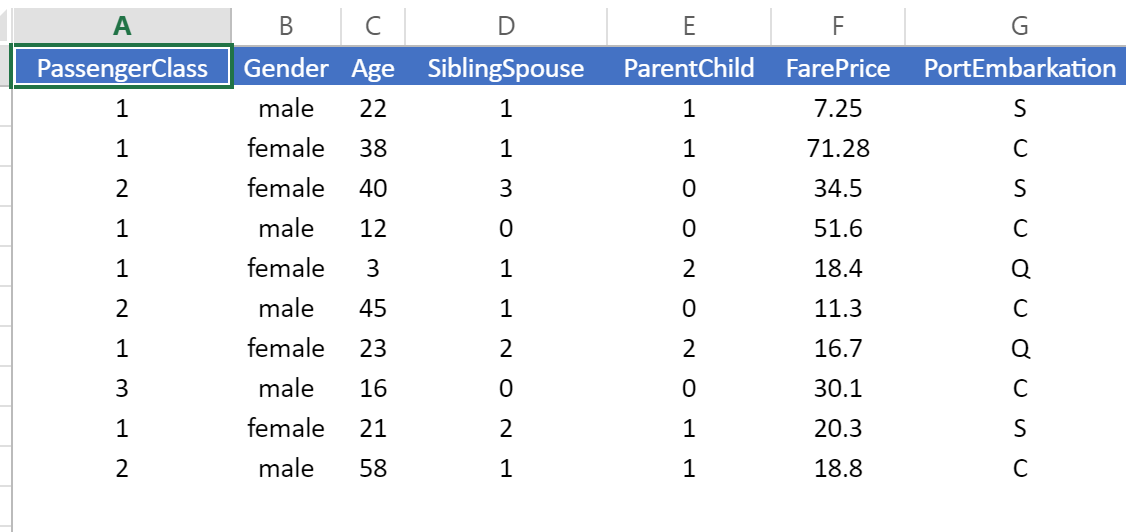 A B C D E F G
PassengerClass Gender Age SiblingSpouse ParentChild FarePrice PortEmbarkation
1 male 22 1 1 7.25 S
1 female 38 1 1 71.28 C
2 female 40 3 0 34.5 S
1 male 12 0 0 51.6 C
1 female 3 1 2 18.4 Q
2 male 45 1 0 11.3 C
1 female 23 2 2 16.7 Q
3 male 16 0 0 30.1 C
1 female 21 2 1 20.3 S
2 male 58 1 1 18.8 C